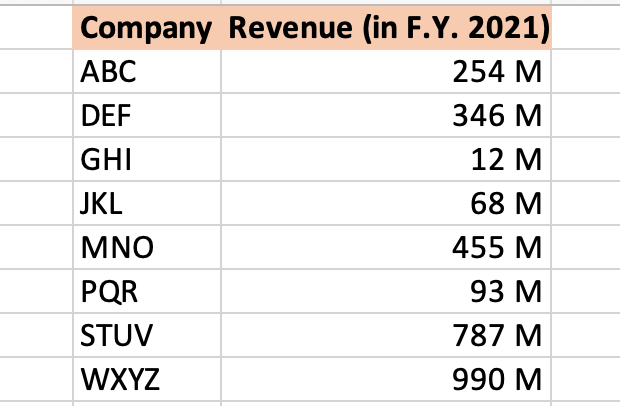 Company Revenue (in F.Y. 2021)
ABC 254 M
DEF 346 M
GHI 12 M
JKL 68 M
MNO 455 M
PQR 93 M
STUV 787 M
WXYZ 990 M